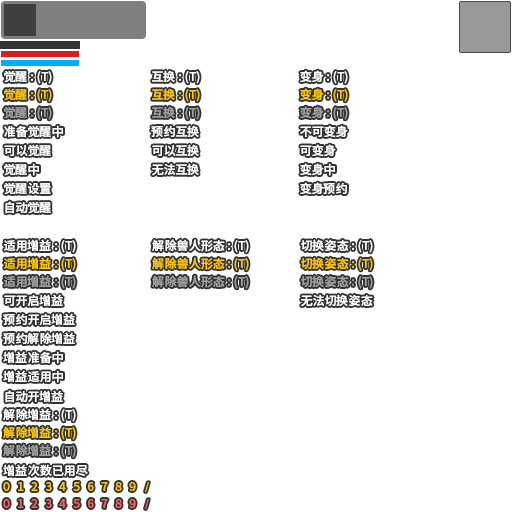 觉醒:(T) 互换:(T) 变身:(T)
觉醒:(T) 互换:(T) 变身:(T)
觉醒:(T) 互换:(T) 变身:(T)
准备觉醒中 预约互换 不可变身
可以觉醒 可以互换 可变身
觉醒中 无法互换 变身中
觉醒设置 变身预约
自动觉醒
适用增益:(T) 解除兽人形态:(T) 切换姿态:(T)
适用增益:(T) 解除兽人形态:(T) 切换姿态:(T)
适用增益:(T) 解除兽人形态:(T) 切换姿态:(T)
可开启增益 无法切换姿态
预约开启增益
预约解除增益
增益准备中
增益适用中
自动开增益
解除增益:(T)
解除增益:(T)
解除增益:(T)
增益次数已用尽
0 1 2 3 4 5 6 7 8 9 /
0 1 2 3 4 5 6 7 8 9 /